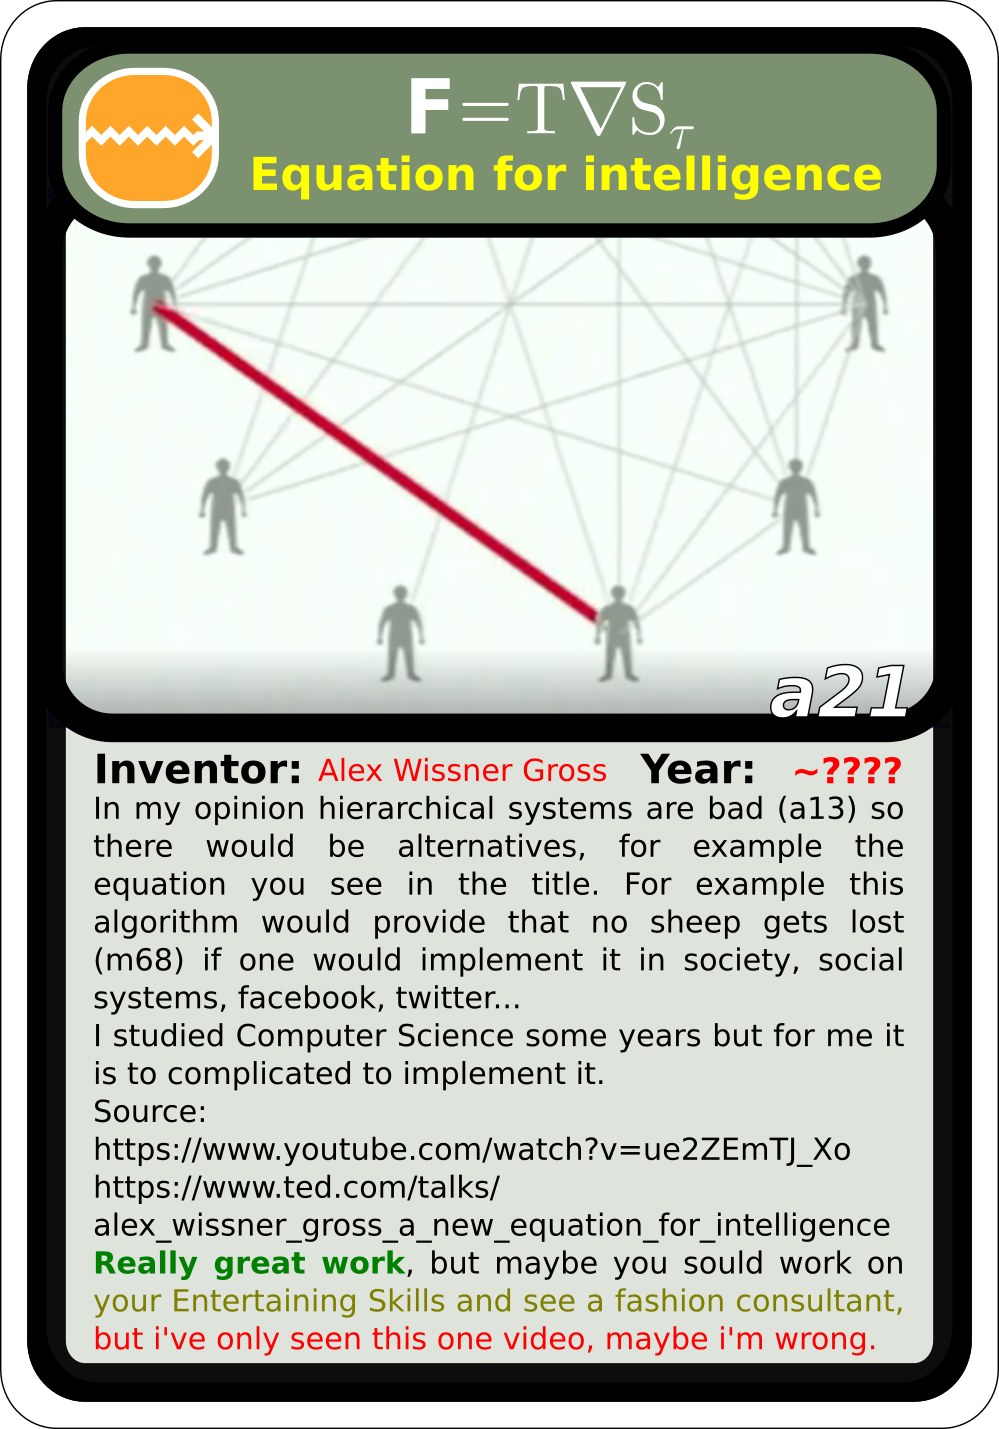 F=T∇Sτ
Equation for intelligence
a21
Inventor: Alex Wissner Gross Year: ~????
In my opinion hierarchical systems are bad (a13) so
there would be alternatives, for example the
equation you see in the title. For example this
algorithm would provide that no sheep gets lost
(m68) if one would implement it in society, social
systems, facebook, twitter...
I studied Computer Science some years but for me it
is to complicated to implement it.
Source:
https://www.youtube.com/watch?v=ue2ZEmTJ_Xo
https://www.ted.com/talks/
alex_wissner_gross_a_new_equation_for_intelligence
Really great work, but maybe you sould work on
your Entertaining Skills and see a fashion consultant,
but i've only seen this one video, maybe i'm wrong.